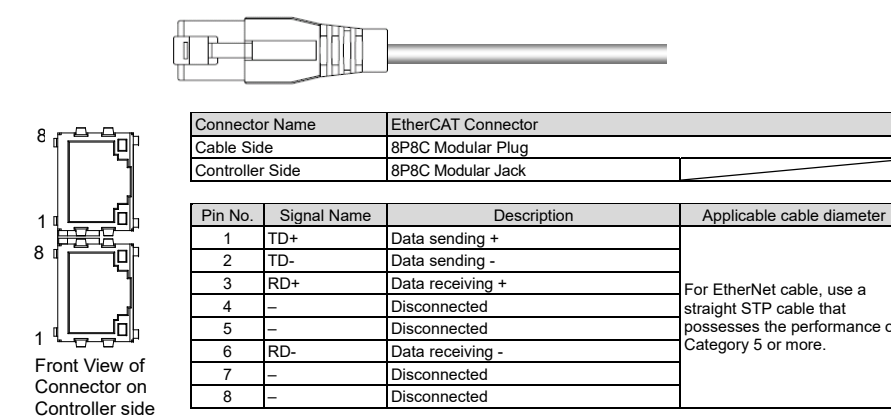 Connector Name EtherCAT Connector
Cable Side 8P8C Modular Plug
Controller Side 8P8C Modular Jack
8
1
8
1
Front View of
Connector on
Controller side
Pin No. Signal Name Description Applicable cable diameter
1 TD+ Data sending +
2 TD- Data sending -
3 RD+ Data receiving +
4 – Disconnected
5 – Disconnected
6 RD- Data receiving -
7 – Disconnected
8 – Disconnected
For EtherNet cable, use a
straight STP cable that
possesses the performance
Category 5 or more.